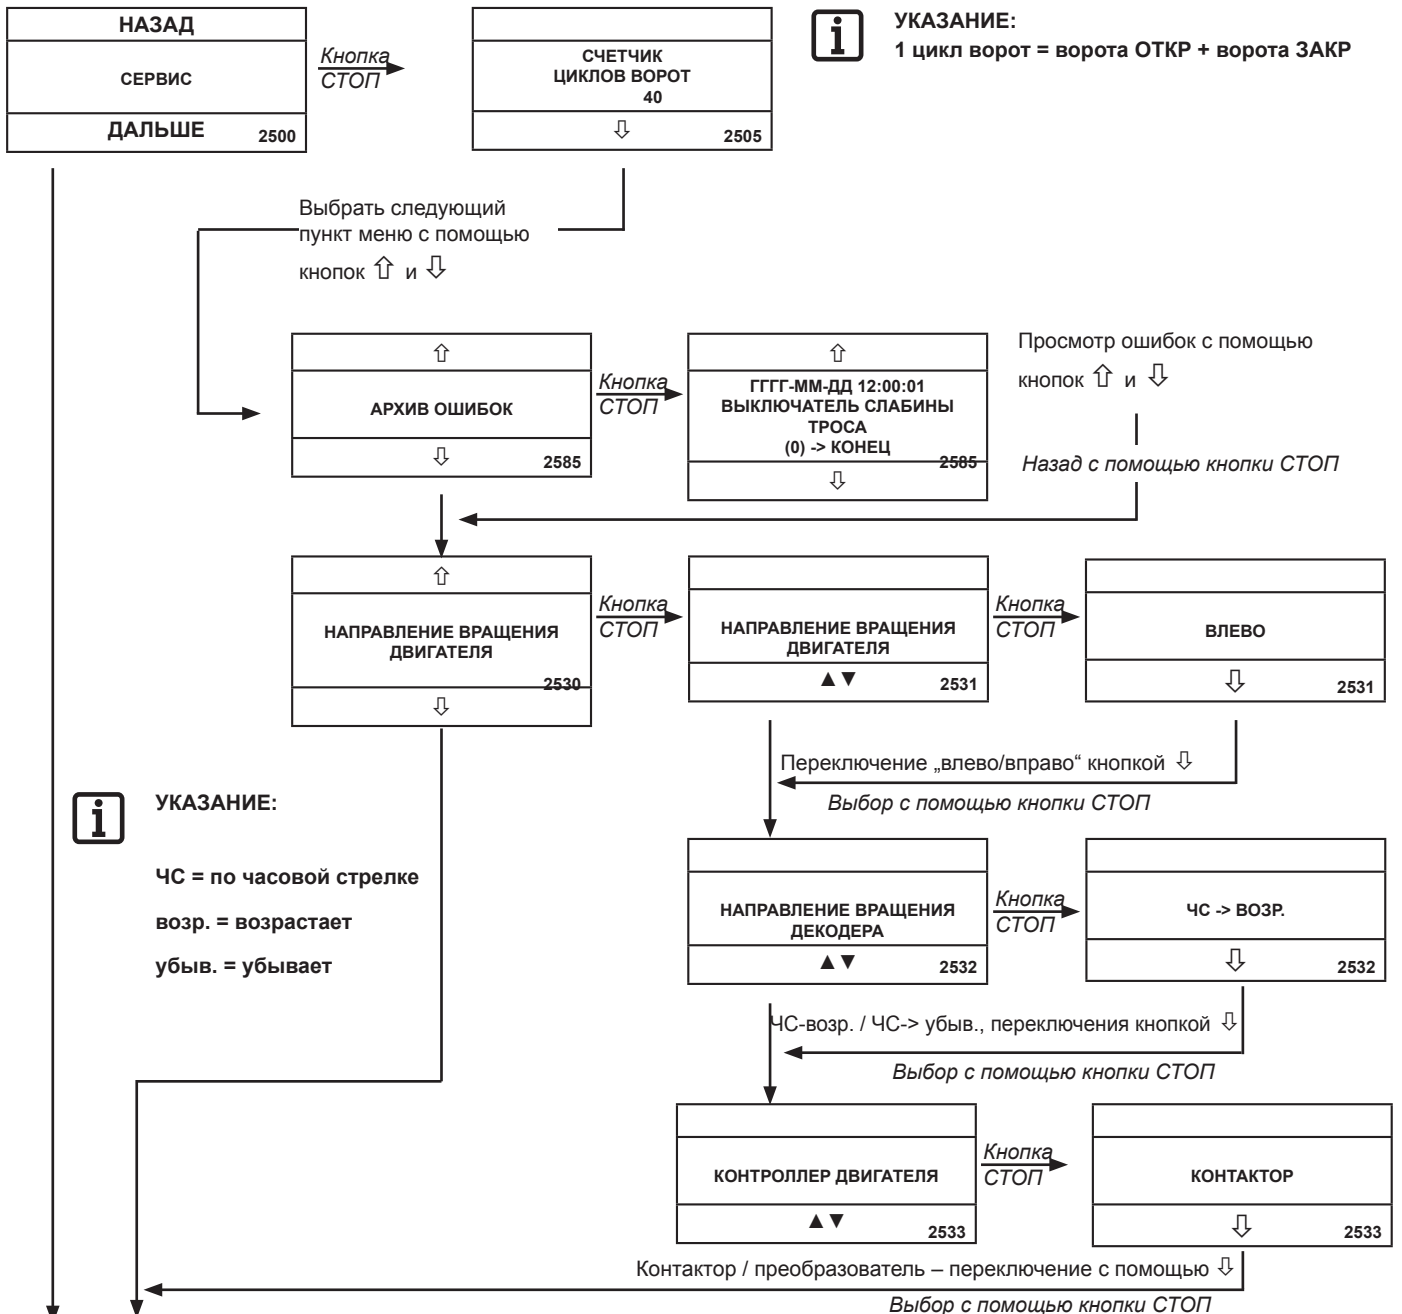 НАЗАД
СЕРВИС
ДАЛЬШЕ 2500
Кнопка
СТОП
СЧЕТЧИК
ЦИКЛОВ ВОРОТ
40
⇩ 2505
УКАЗАНИЕ:
1 цикл ворот = ворота ОТКР + ворота ЗАКР
Выбрать следующий
пункт меню с помощью
кнопок ⇧ и ⇩
⇧
АРХИВ ОШИБОК
⇩ 2585
Кнопка
СТОП
⇧
ГГГГ-ММ-ДД 12:00:01
ВЫКЛЮЧАТЕЛЬ СЛАБИНЫ
ТРОСА
(0) -> КОНЕЦ
2585
⇩
Просмотр ошибок с помощью
кнопок ⇧ и ⇩
Назад с помощью кнопки СТОП
⇧
НАПРАВЛЕНИЕ ВРАЩЕНИЯ
ДВИГАТЕЛЯ
2530
⇩
Кнопка
СТОП
НАПРАВЛЕНИЕ ВРАЩЕНИЯ
ДВИГАТЕЛЯ
▲▼ 2531
Кнопка
СТОП
ВЛЕВО
⇩ 2531
Переключение „влево/вправо“ кнопкой ⇩
Выбор с помощью кнопки СТОП
УКАЗАНИЕ:
ЧС = по часовой стрелке
возр. = возрастает
убыв. = убывает
НАПРАВЛЕНИЕ ВРАЩЕНИЯ
ДЕКОДЕРА
▲▼ 2532
Кнопка
СТОП
ЧС -> ВОЗР.
⇩ 2532
ЧС-возр. / ЧС-> убыв., переключения кнопкой ⇩
Выбор с помощью кнопки СТОП
КОНТРОЛЛЕР ДВИГАТЕЛЯ
▲▼ 2533
Кнопка
СТОП
КОНТАКТОР
⇩ 2533
Контактор / преобразователь – переключение с помощью ⇩
Выбор с помощью кнопки СТОП